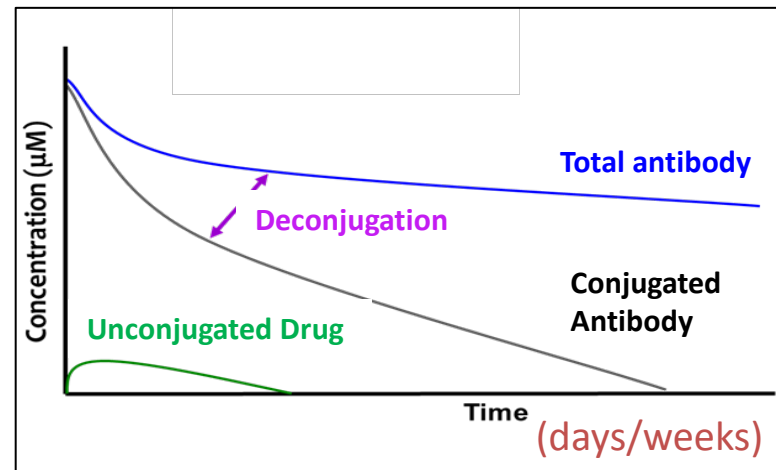 Concentration (µM)
Total antibody
Deconjugation
Conjugated
Antibody
Unconjugated Drug
Time
(days/weeks)